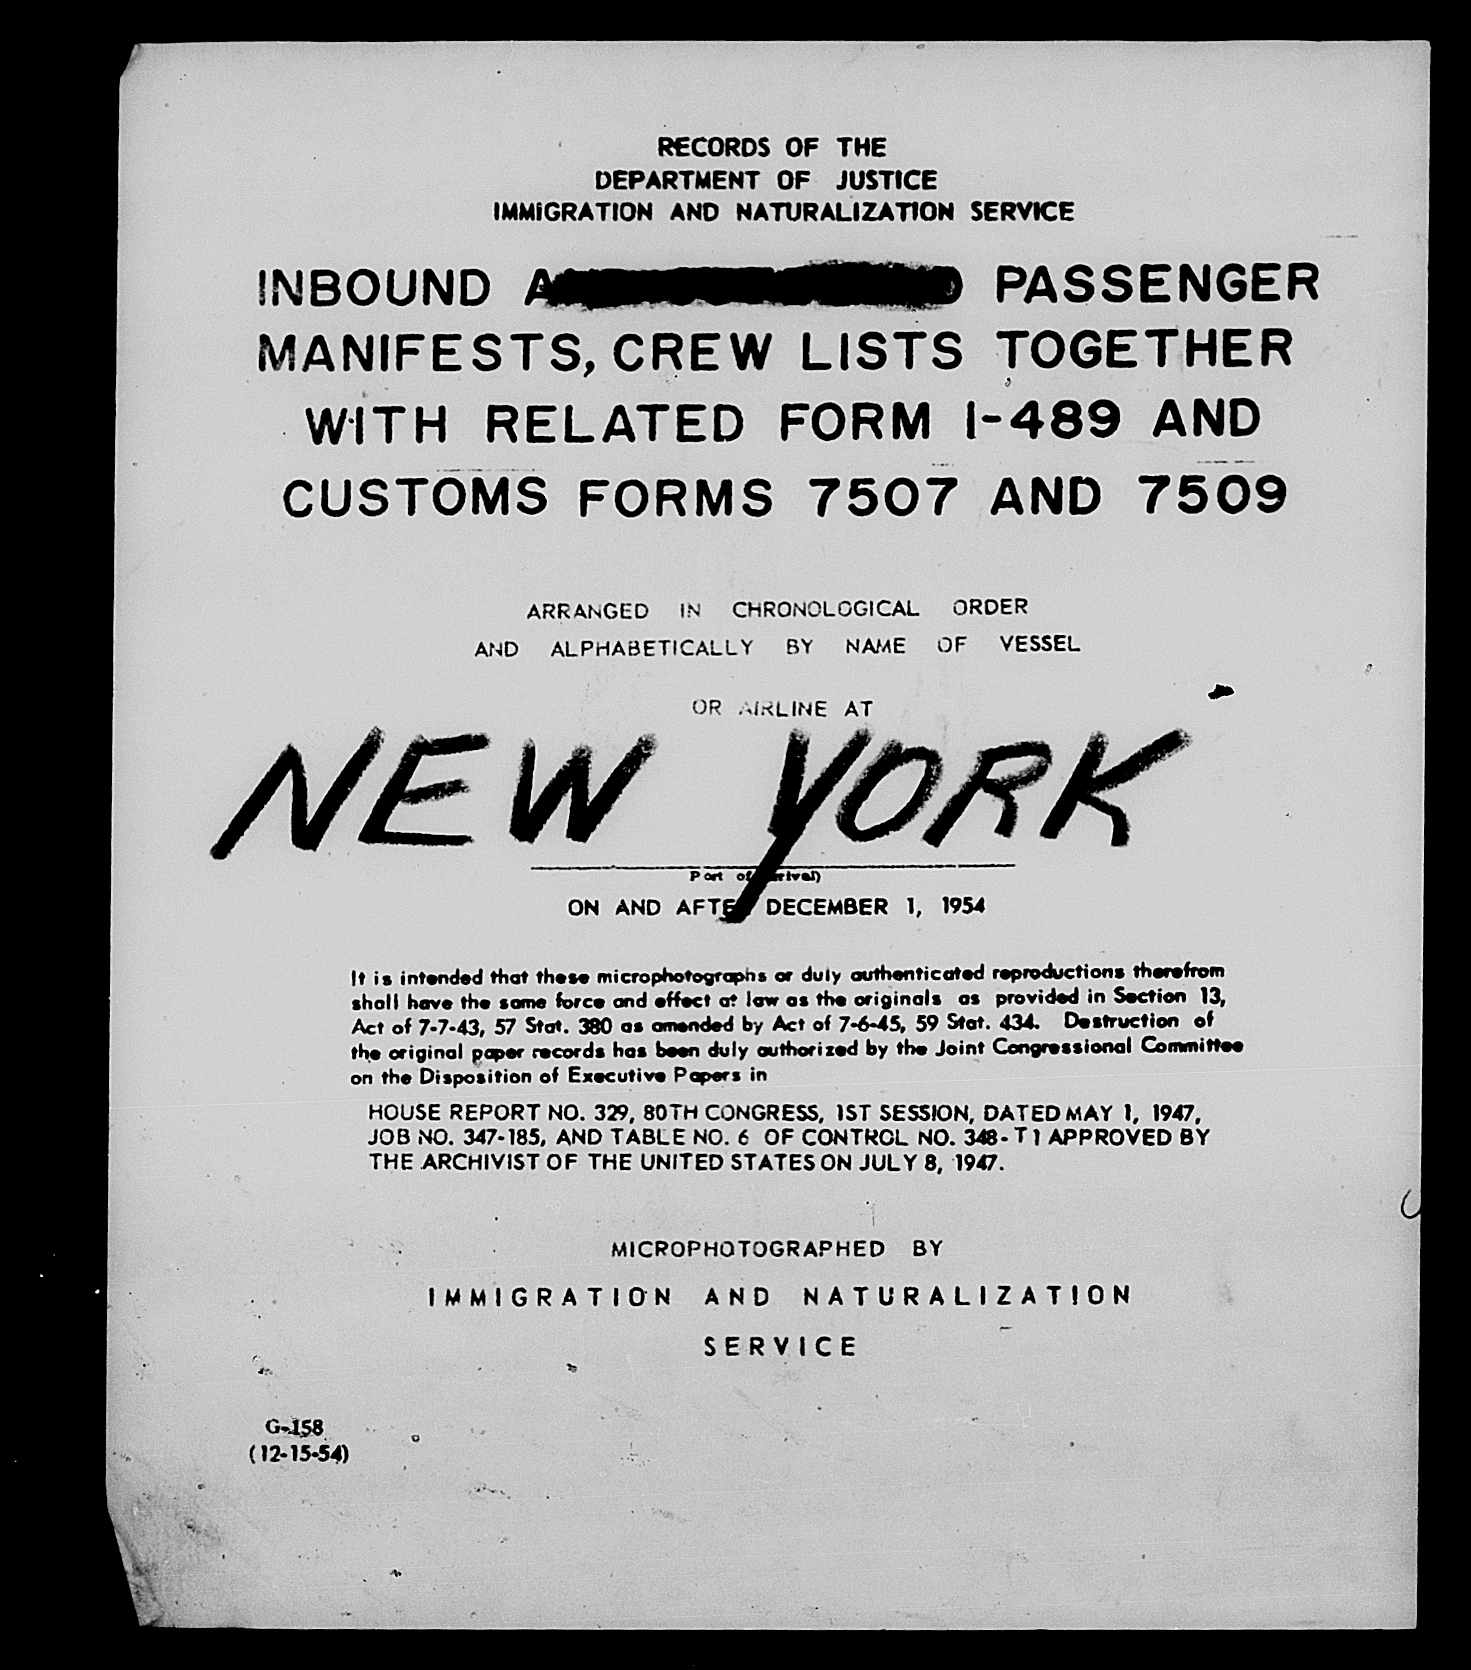 RECORDS OF THE
DEPARTMENT OF JUSTICE
IMMIGRATION AND NATURALIZATION SERVICE
INBOUND PASSENGER
MANIFESTS, CREW LISTS TOGETHER
WITH RELATED FORM I-489 AND
CUSTOMS FORMS 7507 AND 7509
ARRANGED IN CHRONOLOGICAL ORDER
AND ALPHABETICALLY BY NAME OF VESSEL
OR AIRLINE AT
NEW YORK
Port of
ON AND AFTER DECEMBER 1, 1954
It is intended that these microphotographs or duly authenticated reproductions therefrom
shall have the same force and effect at law as the originals as provided in Section 13,
Act of 7-7-43, 57 Stat. 380 as amended by Act of 7-6-45, 59 Stat. 434. Destruction of
the original paper records has been duly authorized by the Joint Congressional Committee
on the Disposition of Executive Papers in
HOUSE REPORT NO. 329, 80TH CONGRESS, 1ST SESSION, DATED MAY 1, 1947,
JOB NO. 347-185, AND TABLE NO. 6 OF CONTROL NO. 348-T1 APPROVED BY
THE ARCHIVIST OF THE UNITED STATES ON JULY 8, 1947.
MICROPHOTOGRAPHED BY
IMMIGRATION AND NATURALIZATION
SERVICE
G-158
(12-15-54)